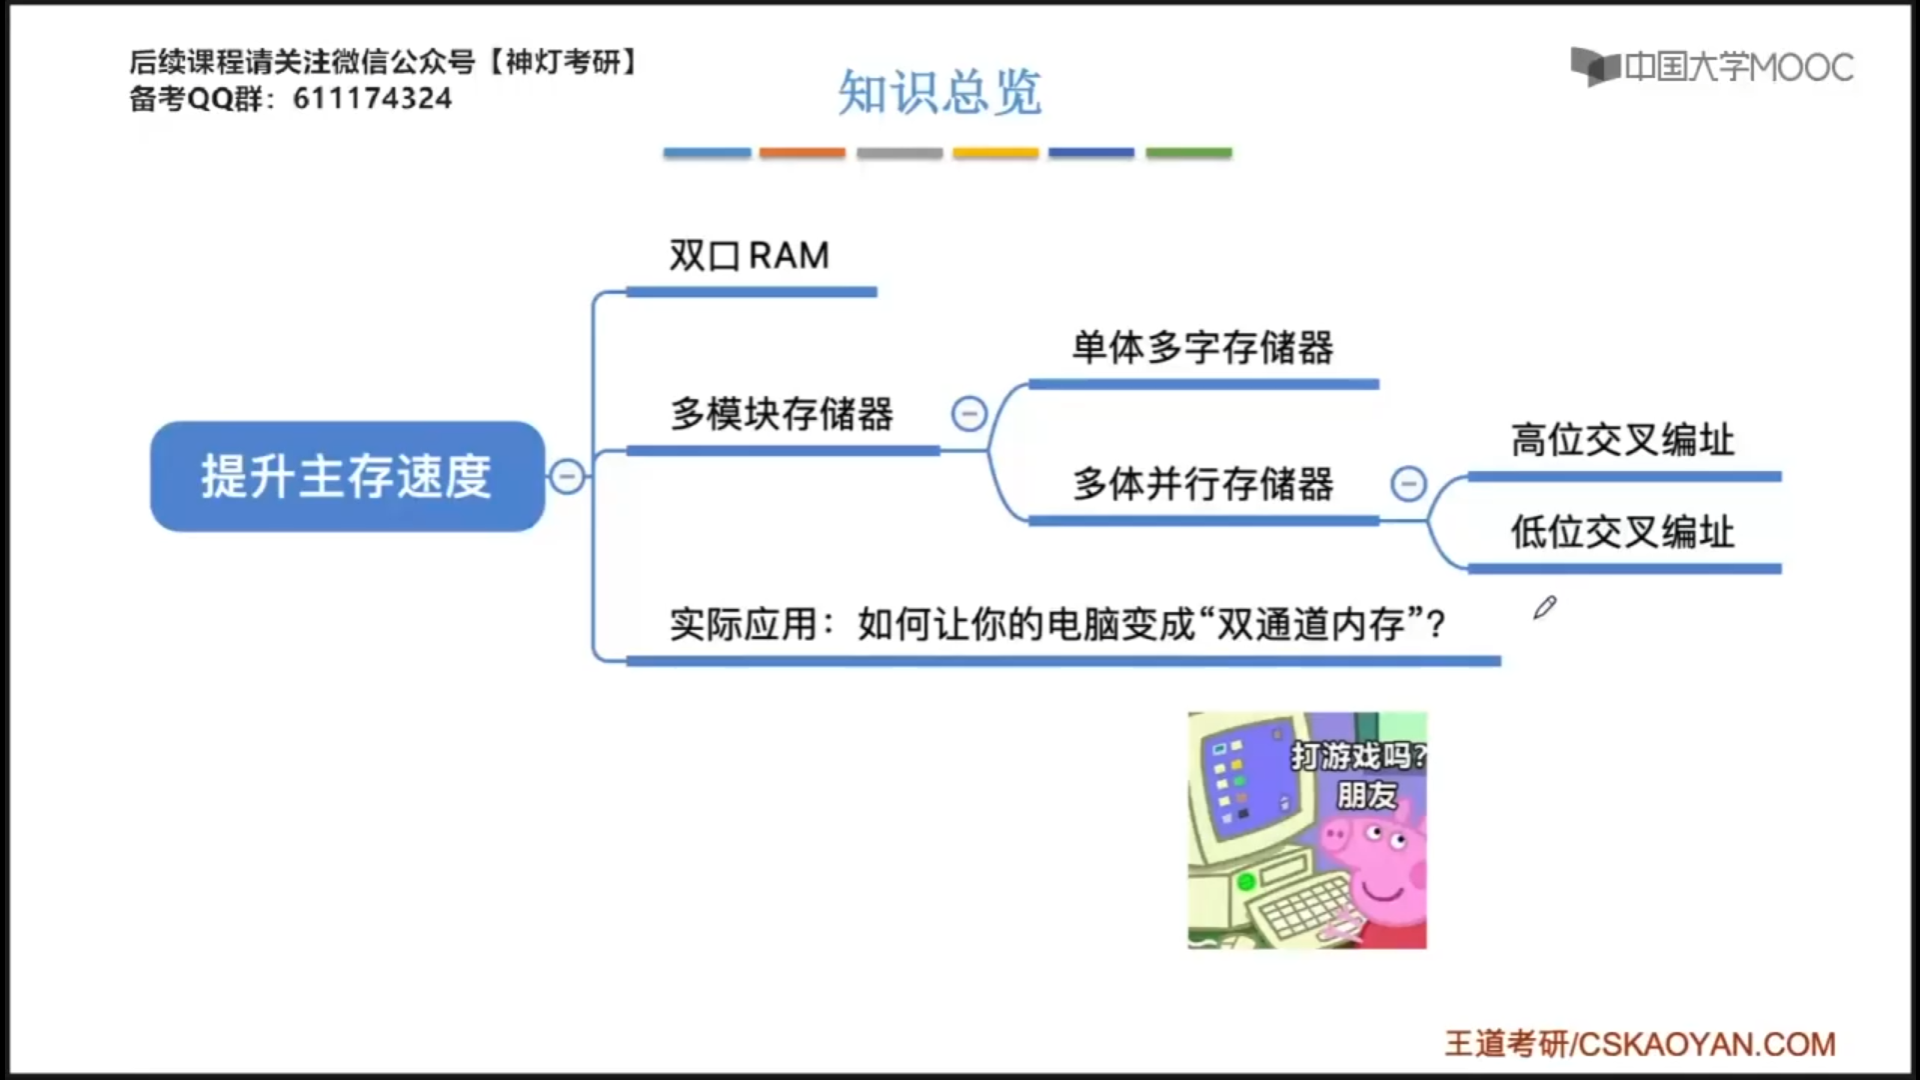 后续课程请关注微信公众号【神灯考研】
备考QQ群：611174324
中国大学MOOC
知识总览
双口RAM
单体多字存储器
多模块存储器
高位交叉编址
提升主存速度
多体并行存储器
低位交叉编址
实际应用：如何让你的电脑变成“双通道内存”？
打游戏吗?
朋友
王道考研/CSKAOYAN.COM